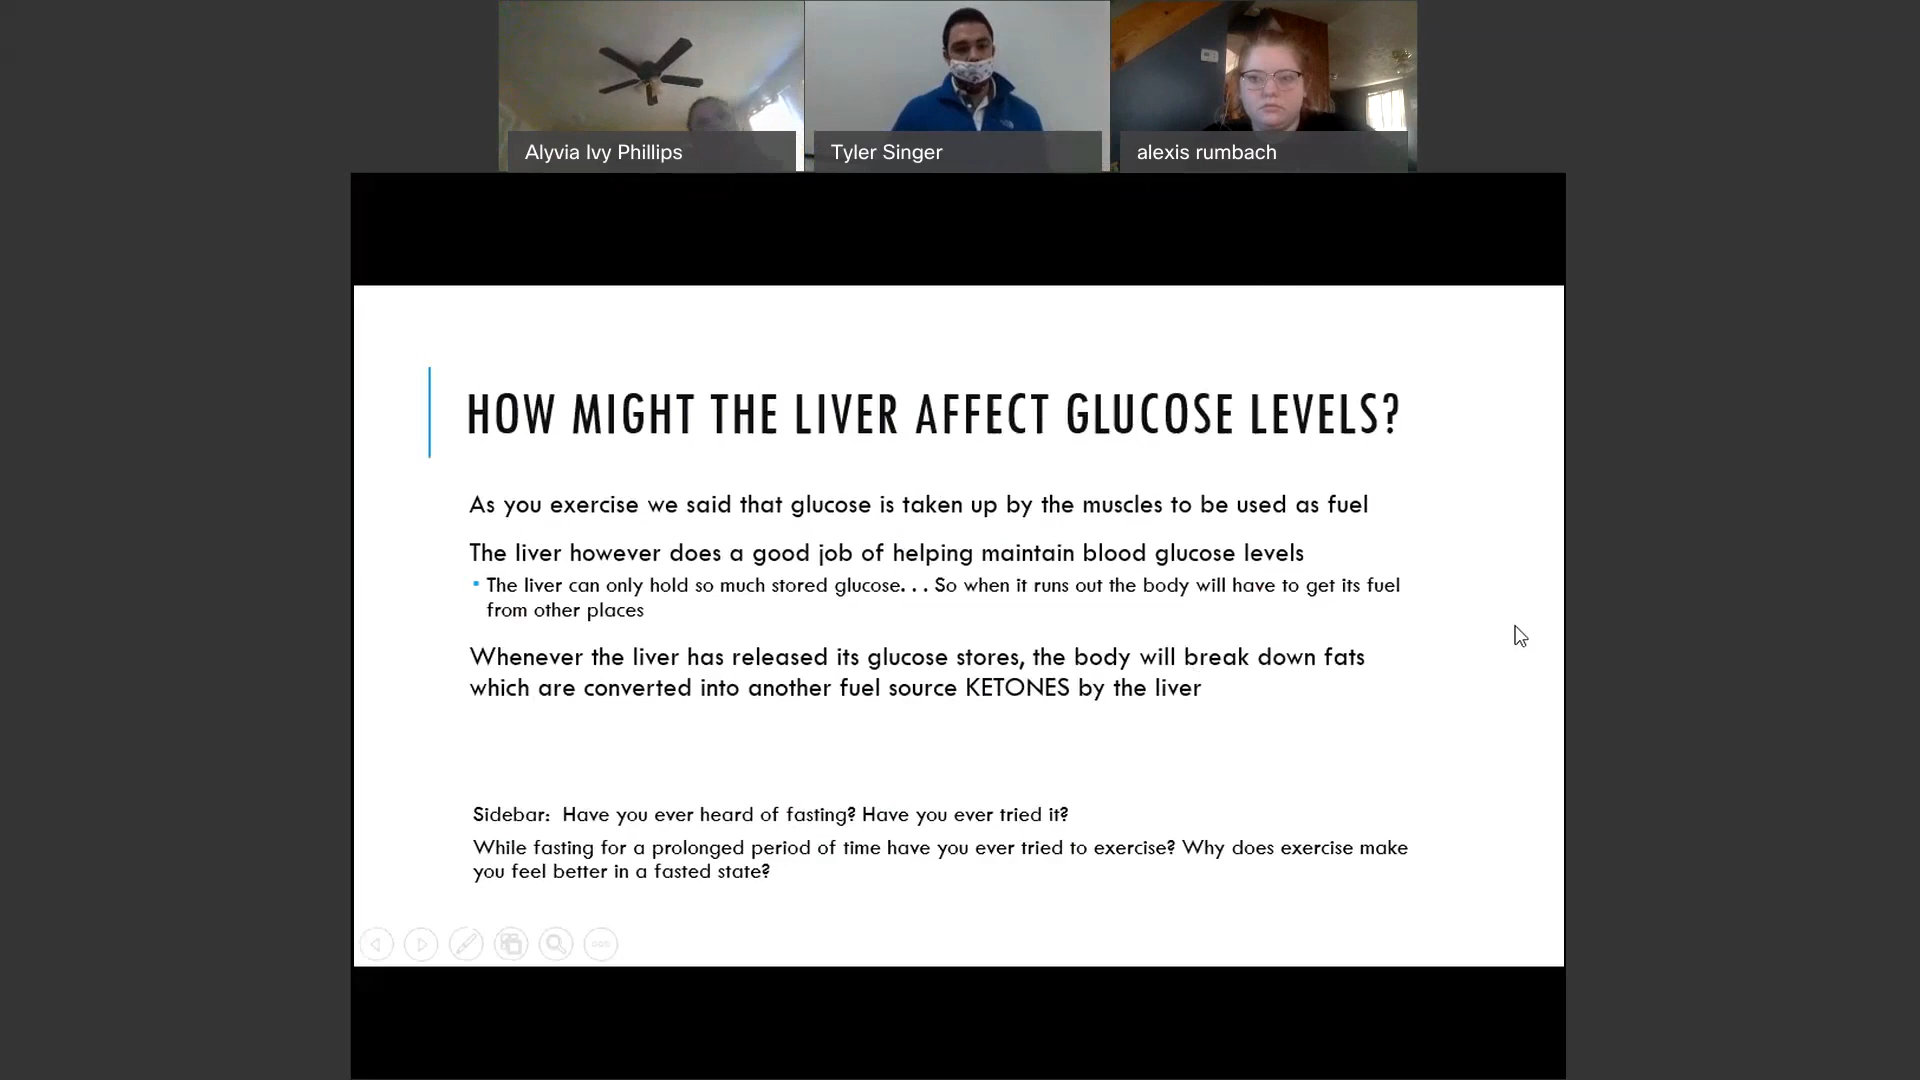 Alyvia Ivy Phillips
Tyler Singer
alexis rumbach
HOW MIGHT THE LIVER AFFECT GLUCOSE LEVELS?
As you exercise we said that glucose is taken up by the muscles to be used as fuel
The liver however does a good job of helping maintain blood glucose levels
▪ The liver can only hold so much stored glucose. . . So when it runs out the body will have to get its fuel
from other places
Whenever the liver has released its glucose stores, the body will break down fats
which are converted into another fuel source KETONES by the liver
Sidebar: Have you ever heard of fasting? Have you ever tried it?
While fasting for a prolonged period of time have you ever tried to exercise? Why does exercise make
you feel better in a fasted state?